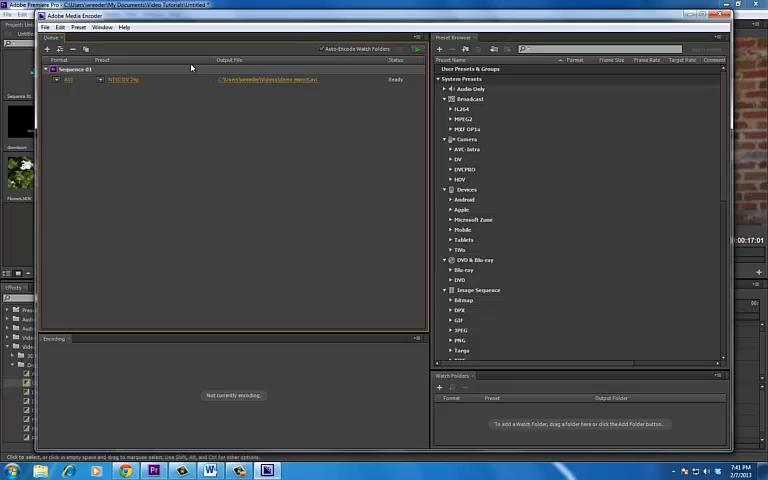 Adobe Premiere Pro - C:\Users\wreeder\My Documents\Video Tutorials\Untitled *
Adobe Media Encoder
File Edit Preset Window Help
Queue
Preset Browser
Auto-Encode Watch Folders
Format Preset Output File Status
Sequence 01
AVI NTSC DV 24p Ready
Preset Name Format Frame Size Frame Rate Target Rate Comment
User Presets & Groups
System Presets
Audio Only
Broadcast
H.264
MPEG2
MXF OP1a
Camera
AVC-Intra
DV
DVCPRO
HDV
Devices
Android
Apple
Microsoft Zune
Mobile
Tablets
TiVo
DVD & Blu-ray
Blu-ray
DVD
Image Sequence
Bitmap
DPX
GIF
JPEG
PNG
Targa
Encoding
Not currently encoding.
Watch Folders
Format Preset Output Folder
To add a Watch Folder, drag a folder here or click the Add Folder button.
Sequence 01
downtown
Flowers.MOV
Effects
00:17:01
00:
Click to select, or click in empty space and drag to marquee select. Use Shift, Alt, and Ctrl for other options.
7:41 PM
2/7/2013